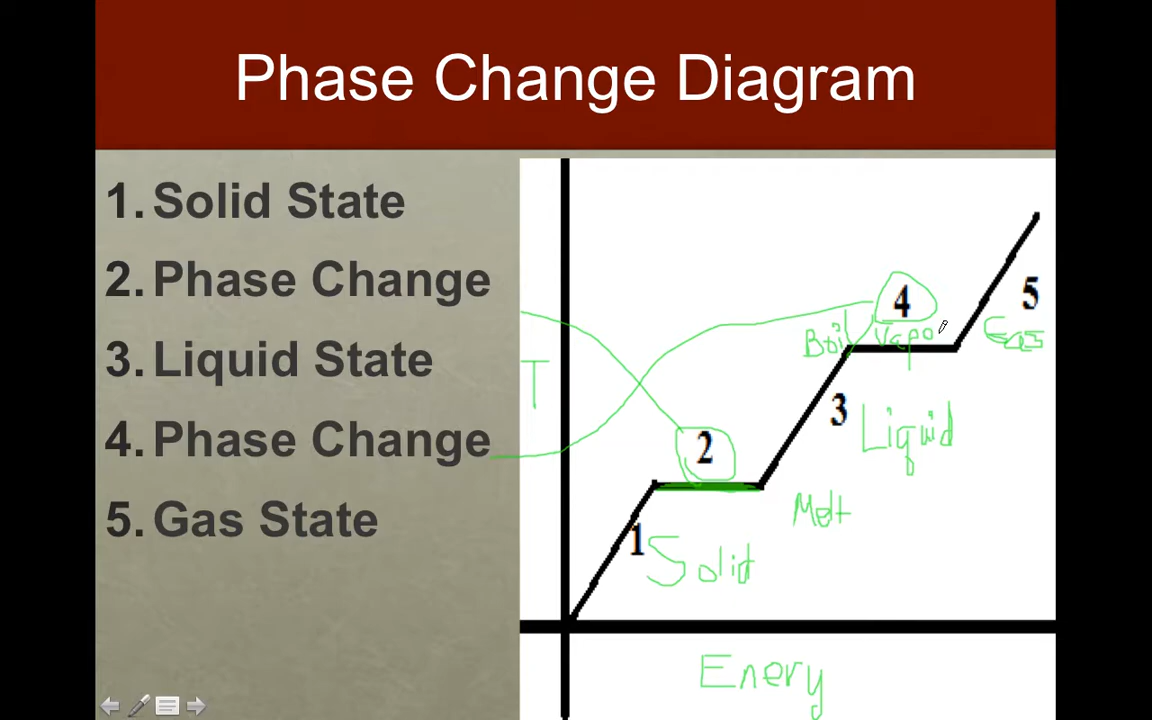 Phase Change Diagram
1. Solid State
2. Phase Change
3. Liquid State
4. Phase Change
5. Gas State
4
5
Boil Vapo
Gas
T
3
Liquid
2
Melt
1
Solid
Enery